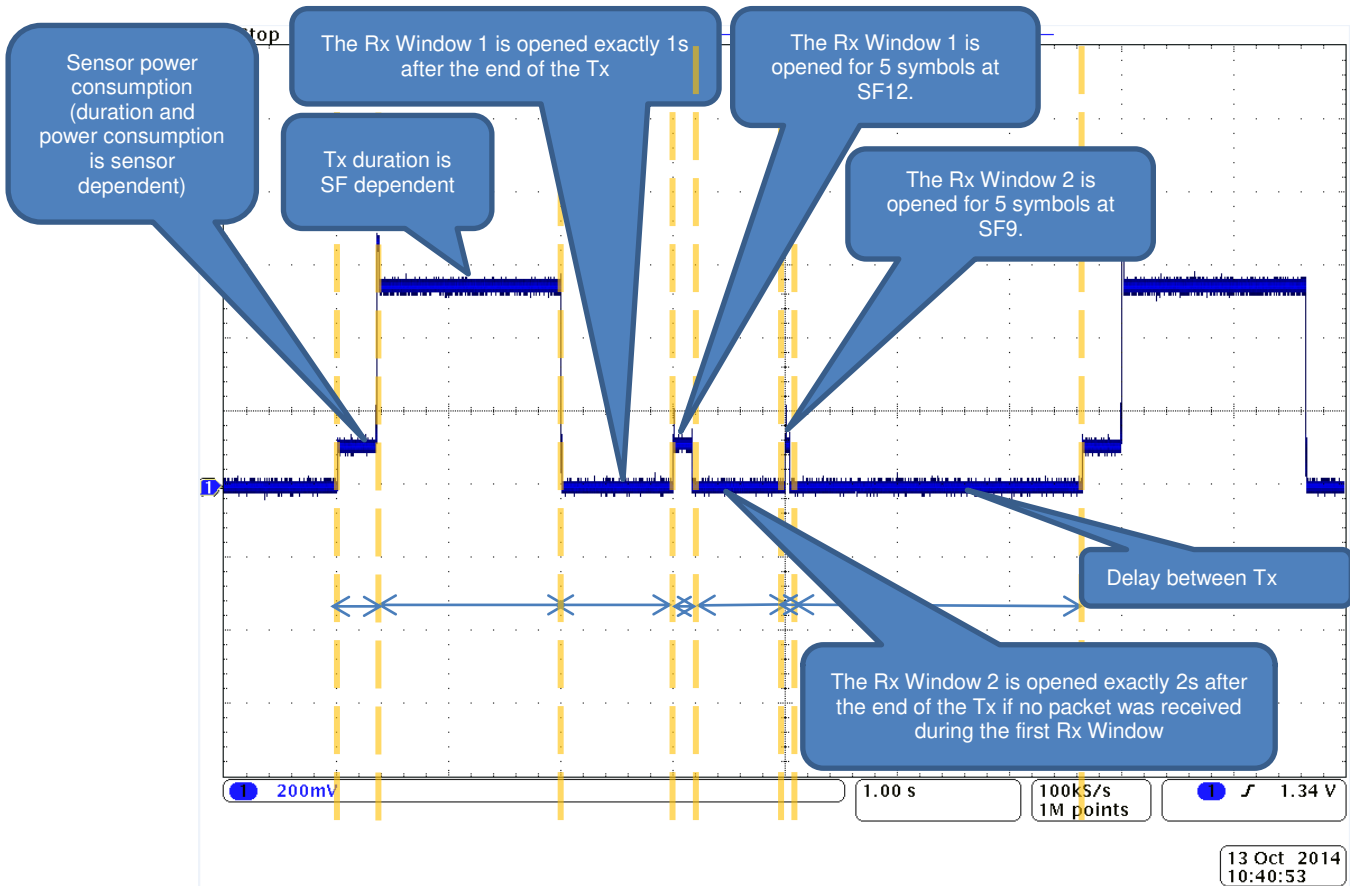 Sensor power
consumption
(duration and
power consumption
is sensor
dependent)
top
The Rx Window 1 is opened exactly 1s
after the end of the Tx
The Rx Window 1 is
opened for 5 symbols at
SF12.
Tx duration is
SF dependent
The Rx Window 2 is
opened for 5 symbols at
SF9.
1
Delay between Tx
The Rx Window 2 is opened exactly 2s after
the end of the Tx if no packet was received
during the first Rx Window
1 200mV
1.00 s
100kS/s
1M points
1 1.34 V
13 Oct 2014
10:40:53